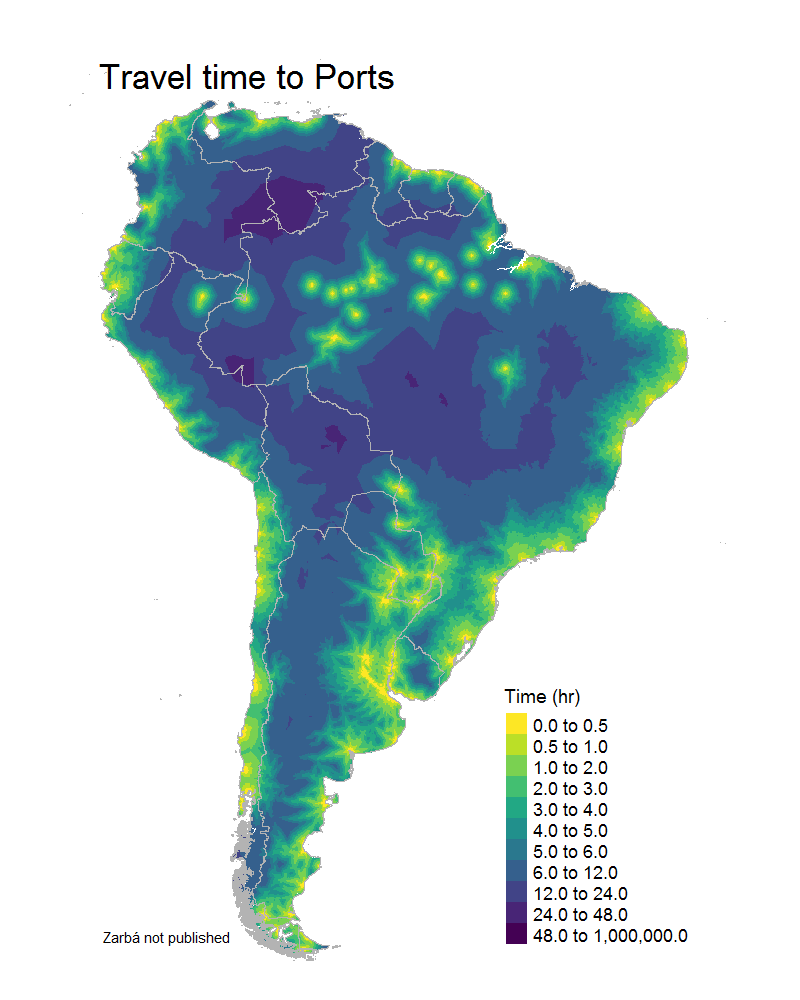 Travel time to Ports
Time (hr)
0.0 to 0.5
0.5 to 1.0
1.0 to 2.0
2.0 to 3.0
3.0 to 4.0
4.0 to 5.0
5.0 to 6.0
6.0 to 12.0
12.0 to 24.0
24.0 to 48.0
48.0 to 1,000,000.0
Zarbá not published